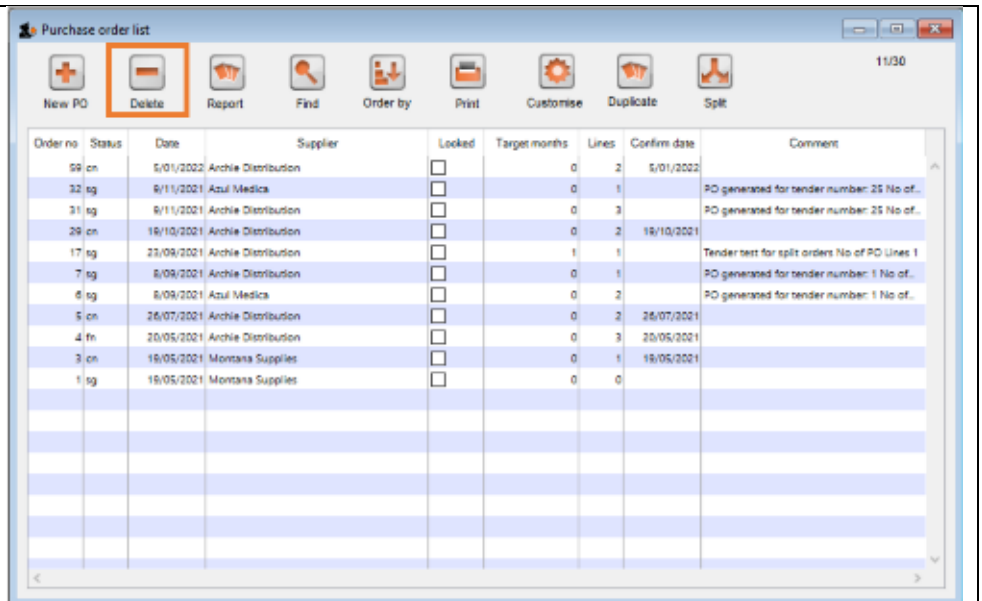 Purchase order list
New PO Delete Report Find Order by Print Customise Duplicate Split 11/30
Order no Status Date Supplier Locked Target months Lines Confirm date Comment
59 cn 5/01/2022 Archie Distribution 0 2 5/01/2022
32 sg 9/11/2021 Azul Medica 0 1 PO generated for tender number: 25 No of...
31 sg 9/11/2021 Archie Distribution 0 3 PO generated for tender number: 25 No of...
29 cn 19/10/2021 Archie Distribution 0 2 19/10/2021
17 sg 23/09/2021 Archie Distribution 1 1 Tender test for split orders No of PO Lines 1
7 sg 8/09/2021 Archie Distribution 0 1 PO generated for tender number: 1 No of...
6 sg 8/09/2021 Azul Medica 0 2 PO generated for tender number: 1 No of...
5 cn 26/07/2021 Archie Distribution 0 2 26/07/2021
4 fn 20/05/2021 Archie Distribution 0 3 20/05/2021
3 cn 19/05/2021 Montana Supplies 0 1 19/05/2021
1 sg 19/05/2021 Montana Supplies 0 0